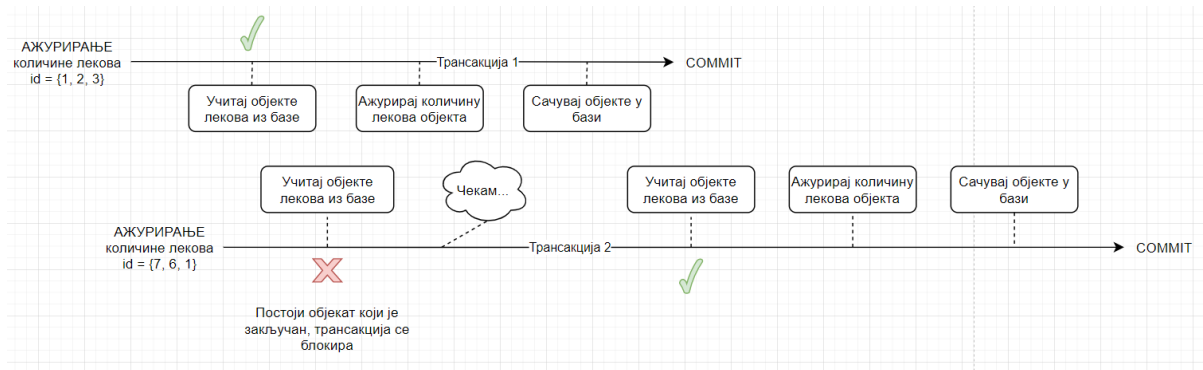 АЖУРИРАЊЕ
количине лекова
id = {1, 2, 3}
Трансакција 1
COMMIT
Учитај објекте
лекова из базе
Ажурирај количину
лекова објекта
Сачувај објекте у
бази
Учитај објекте
лекова из базе
Чекам...
Учитај објекте
лекова из базе
Ажурирај количину
лекова објекта
Сачувај објекте у
бази
АЖУРИРАЊЕ
количине лекова
id = {7, 6, 1}
Трансакција 2
COMMIT
Постоји објекат који је
закључан, трансакција се
блокира